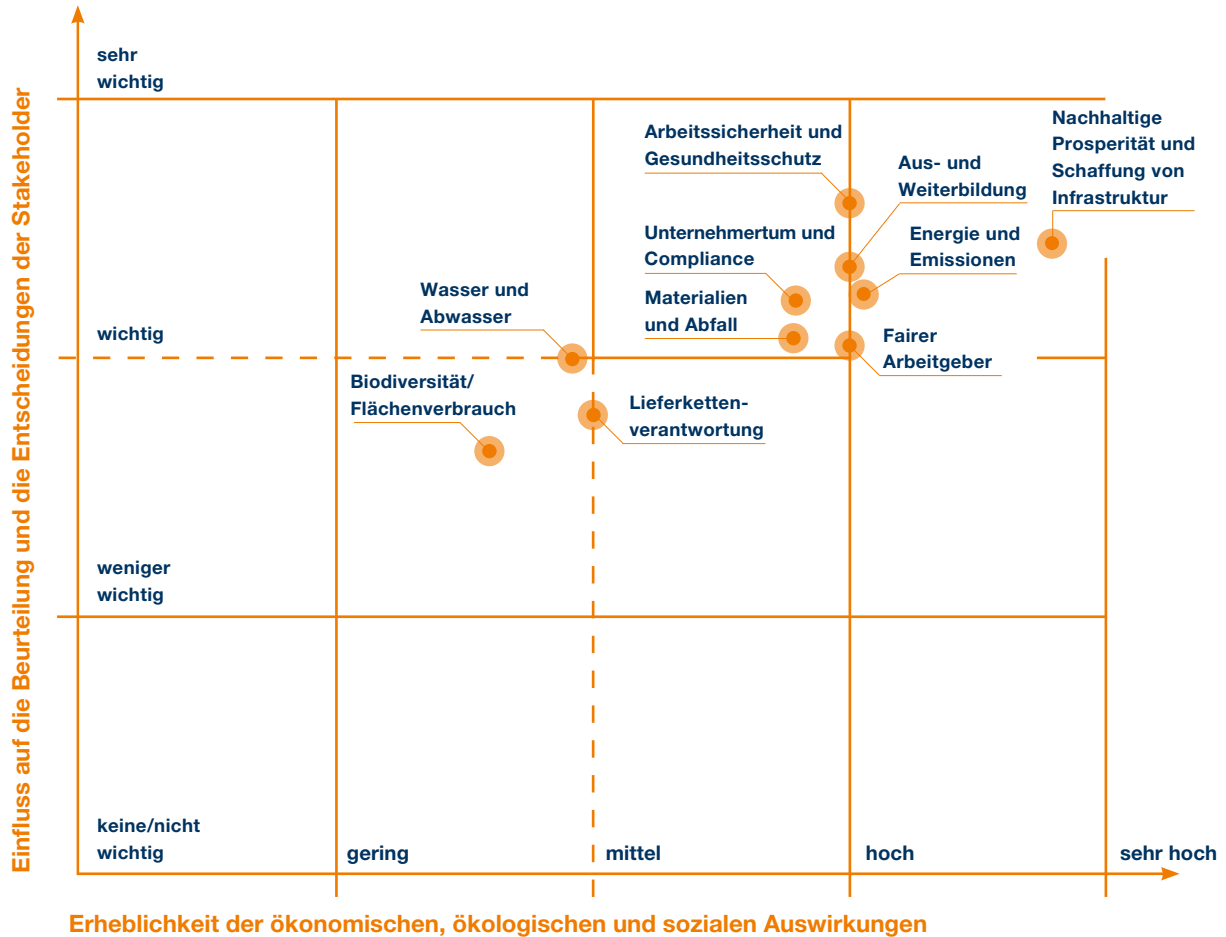 Einfluss auf die Beurteilung und die Entscheidungen der Stakeholder
sehr
wichtig
wichtig
weniger
wichtig
keine/nicht
wichtig
Arbeitssicherheit und
Gesundheitsschutz
Aus- und
Weiterbildung
Nachhaltige
Prosperität und
Schaffung von
Infrastruktur
Unternehmertum und
Compliance
Energie und
Emissionen
Wasser und
Abwasser
Materialien
und Abfall
Fairer
Arbeitgeber
Biodiversität/
Flächenverbrauch
Lieferketten-
verantwortung
gering
mittel
hoch
sehr hoch
Erheblichkeit der ökonomischen, ökologischen und sozialen Auswirkungen